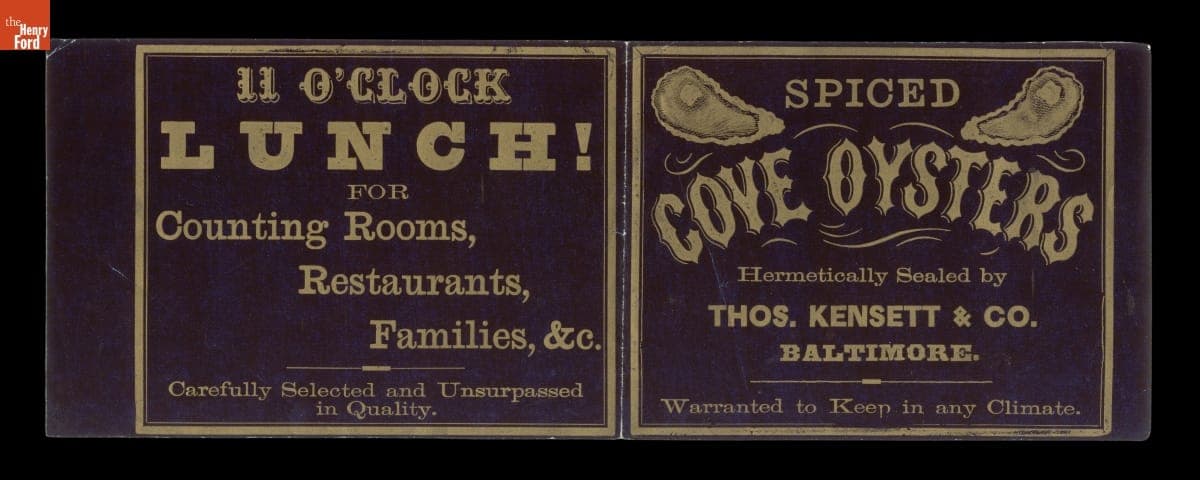 the
Henry
Ford
11 O'CLOCK
LUNCH!
FOR
Counting Rooms,
Restaurants,
Families, &c.
Carefully Selected and Unsurpassed
in Quality.
SPICED
COVE OYSTERS
Hermetically Sealed by
THOS. KENSETT & CO.
BALTIMORE.
Warranted to Keep in any Climate.